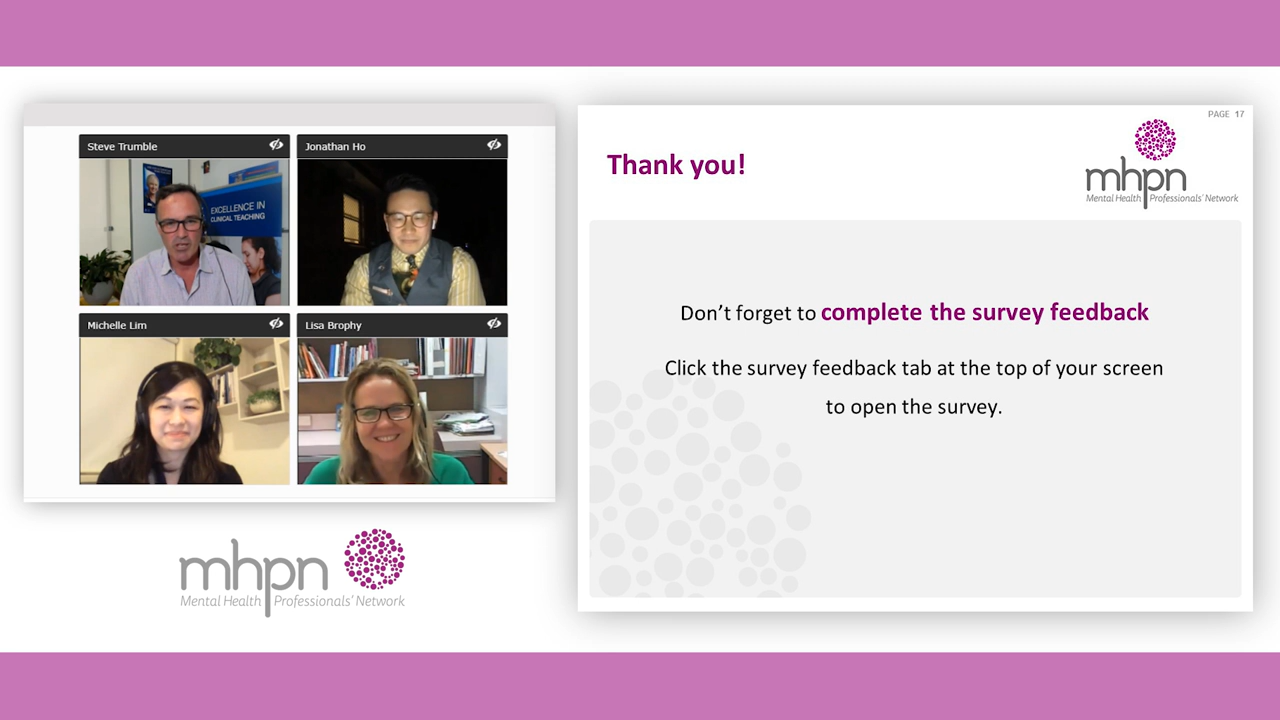 Steve Trumble
Jonathan Ho
EXCELLENCE IN
CLINICAL TEACHING
Michelle Lim
Lisa Brophy
mhpn
Mental Health Professionals' Network
PAGE 17
mhpn
Mental Health Professionals' Network
Thank you!
Don't forget to complete the survey feedback
Click the survey feedback tab at the top of your screen
to open the survey.